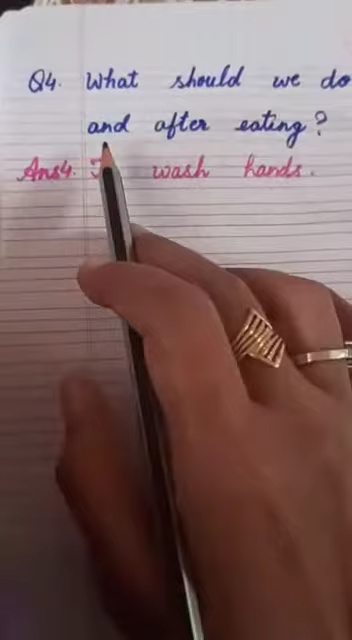 Q4. What should we do
and after eating?
Ans4. wash hands.